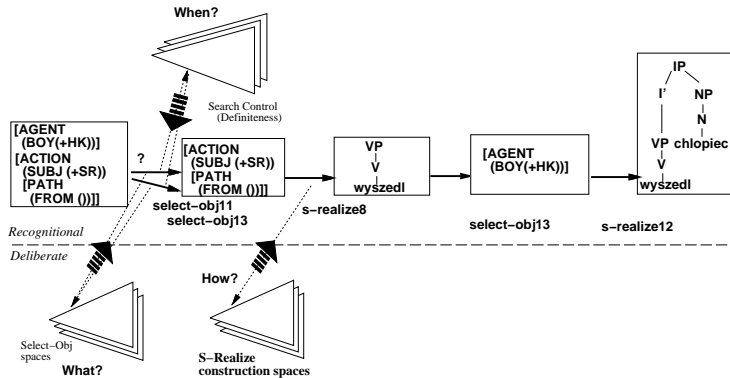 When?
Search Control
(Definiteness)
[AGENT
(BOY(+HK))]
[ACTION
(SUBJ (+SR))
[PATH
(FROM ())]]
?
[ACTION
(SUBJ (+SR)
[PATH
(FROM ())]]
select−obj11
select−obj13
s−realize8
VP
V
wyszedl
[AGENT
(BOY(+HK))]
select−obj13
s−realize12
IP
I'
NP
N
VP
chlopiec
V
wyszedl
Recognitional
Deliberate
How?
Select−Obj
spaces
What?
S−Realize
construction spaces